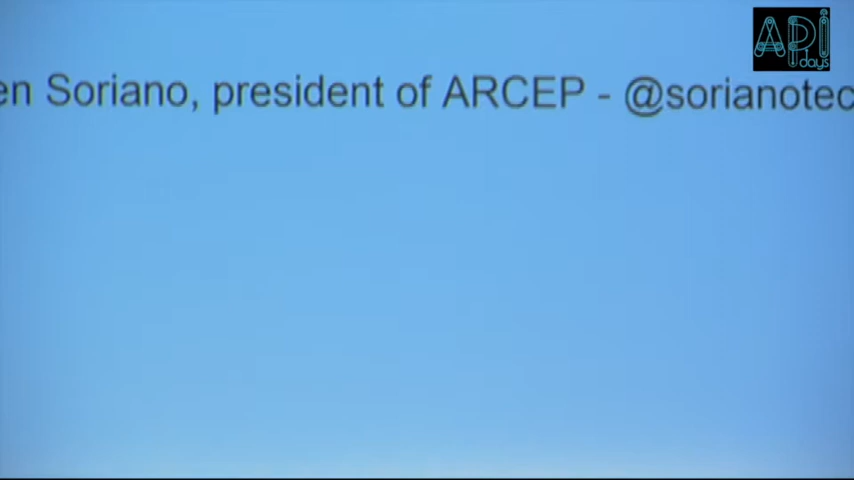 API
days
en Soriano, president of ARCEP - @sorianotec